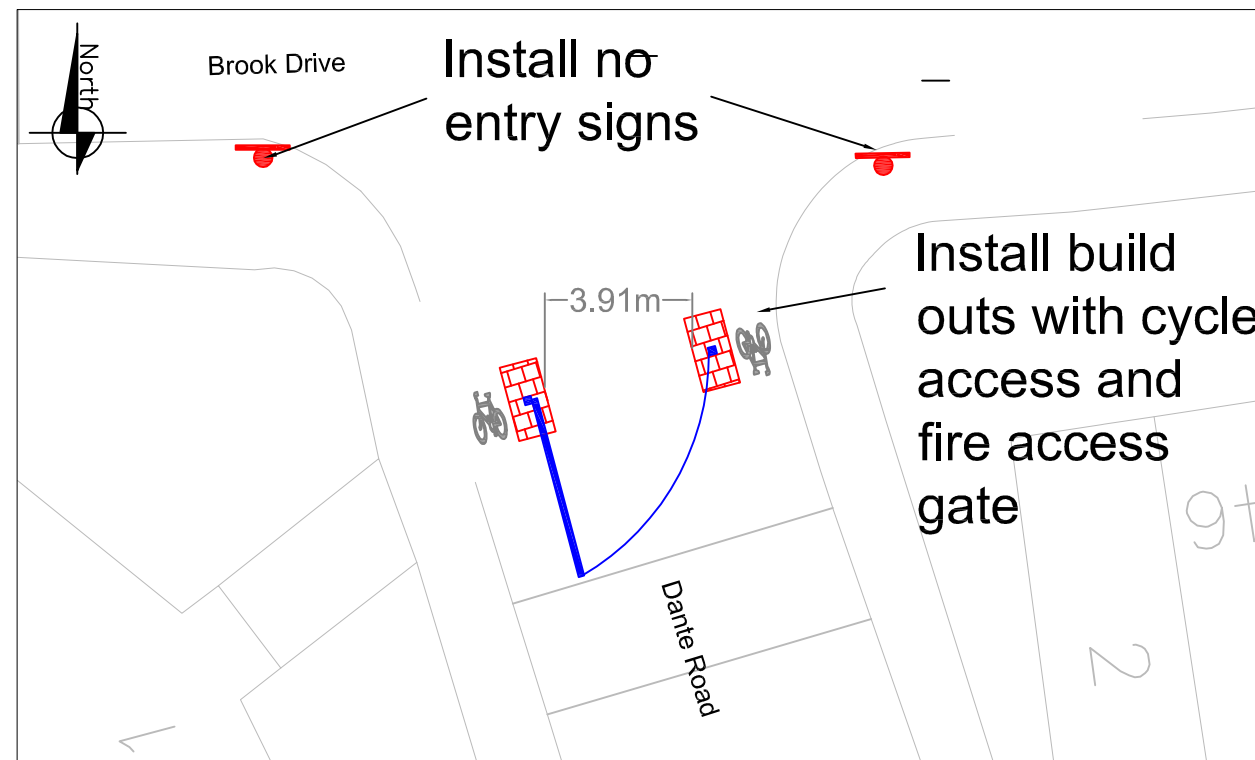 North
Brook Drive
Install no
entry signs
3.91m
Install build
outs with cycle
access and
fire access
gate
Dante Road
2